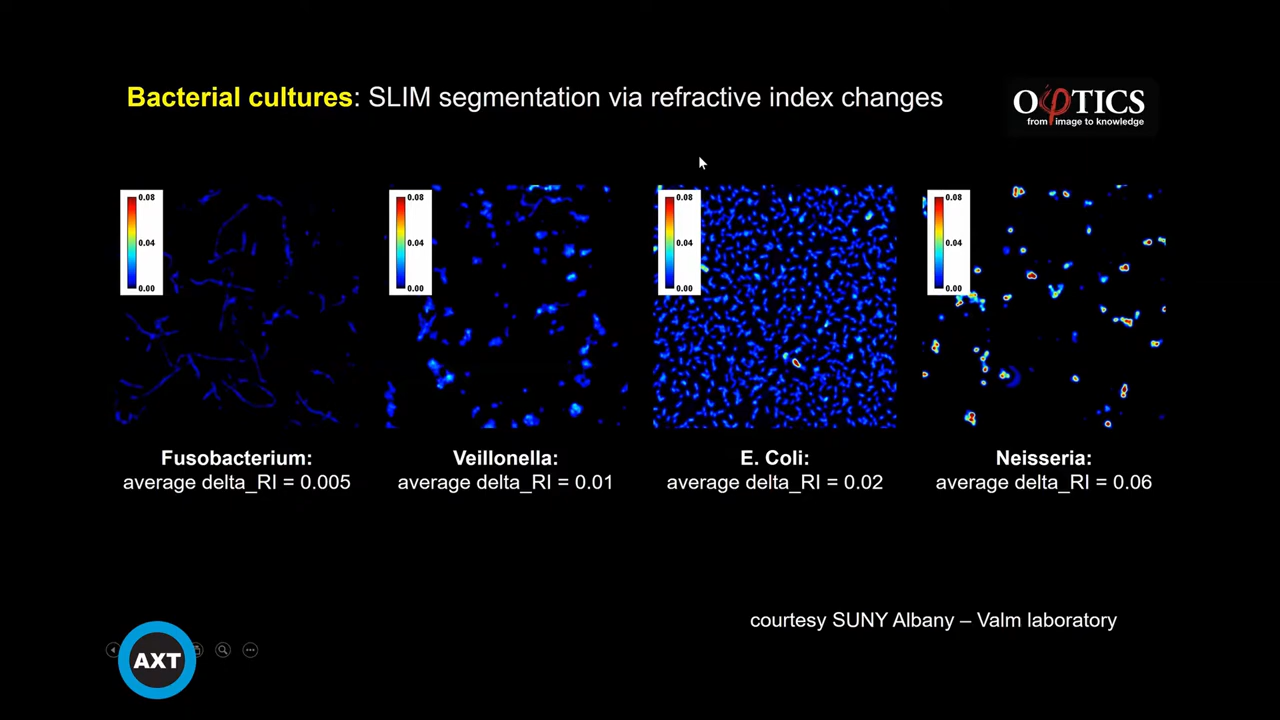 Bacterial cultures: SLIM segmentation via refractive index changes
OφTICS
from image to knowledge
0.08
0.04
0.00
0.08
0.04
0.00
0.08
0.04
0.00
0.08
0.04
0.00
Fusobacterium:
average delta_RI = 0.005
Veillonella:
average delta_RI = 0.01
E. Coli:
average delta_RI = 0.02
Neisseria:
average delta_RI = 0.06
courtesy SUNY Albany – Valm laboratory
AXT